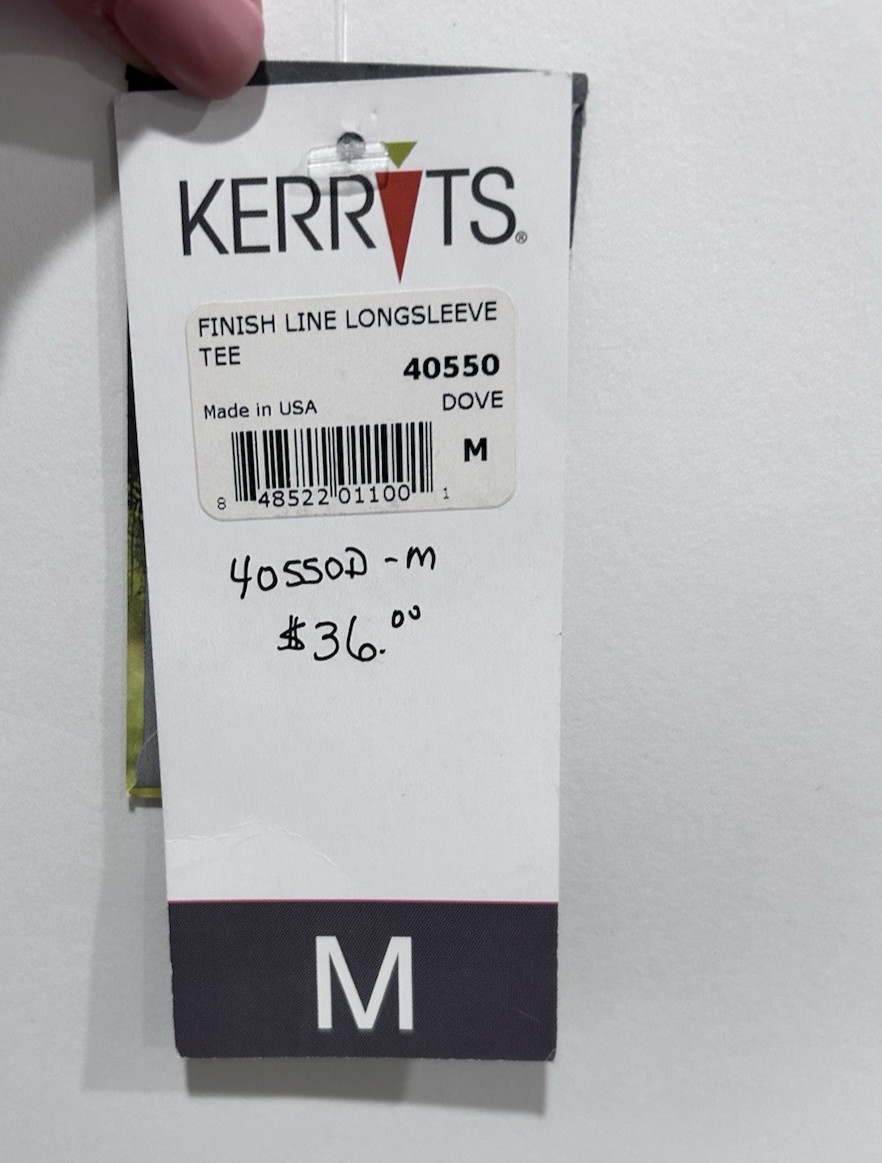 KERRITS®
FINISH LINE LONGSLEEVE
TEE
40550
Made in USA
DOVE
M
8 48522 01100 1
40550D-M
$36.00
M